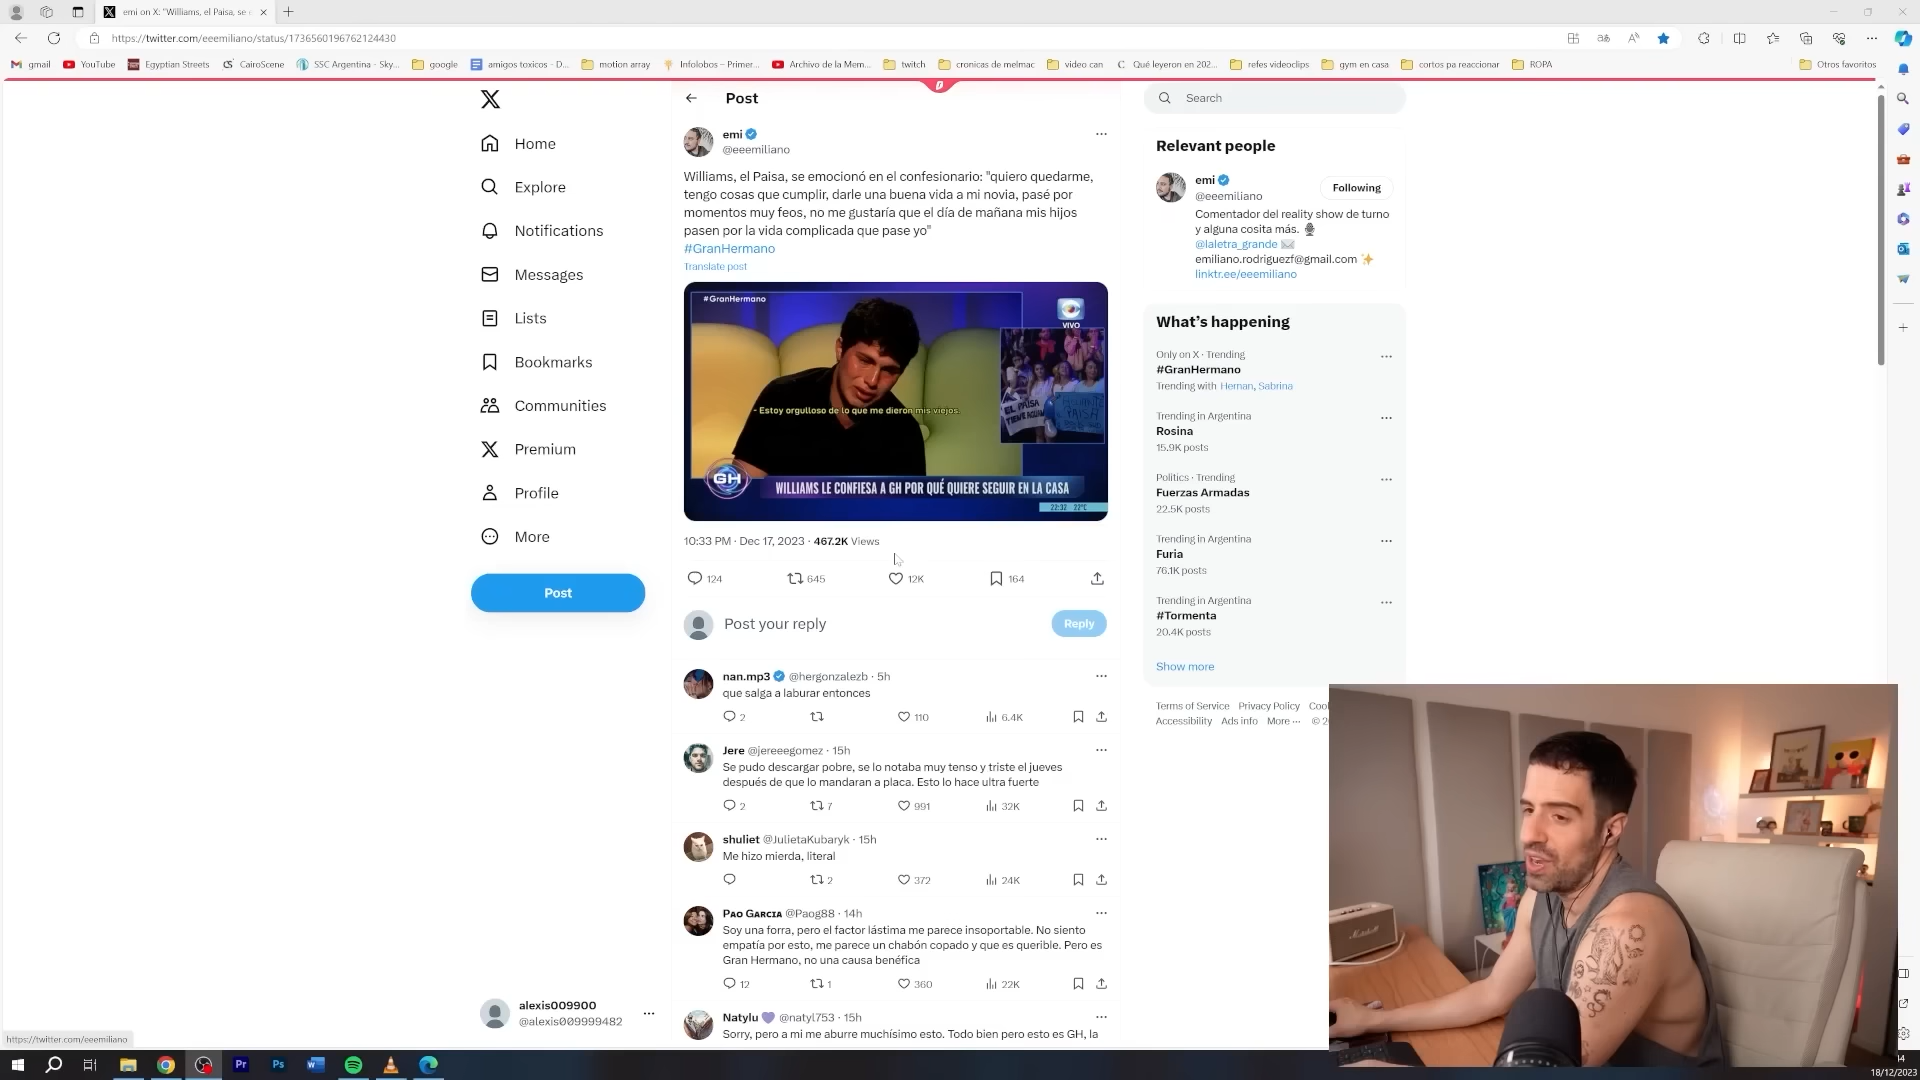 emi on X: "Williams, el Paisa, se
https://twitter.com/eeemiliano/status/1736560196762124430
gmail YouTube Egyptian Streets CairoScene SSC Argentina - Sky... google amigos toxicos - D... motion array Infolobos – Primer... Archivo de la Mem... twitch cronicas de melmac video can Qué leyeron en 202... refes videoclips gym en casa cortos pa reaccionar ROPA Otros favoritos
Home
Explore
Notifications
Messages
Lists
Bookmarks
Communities
Premium
Profile
More
Post
alexis009900
@alexis009999482
https://twitter.com/eeemiliano
Post
emi
@eeemiliano
Williams, el Paisa, se emocionó en el confesionario: "quiero quedarme,
tengo cosas que cumplir, darle una buena vida a mi novia, pasé por
momentos muy feos, no me gustaría que el día de mañana mis hijos
pasen por la vida complicada que pase yo"
#GranHermano
Translate post
#GranHermano
VIVO
- Estoy orgulloso de lo que me dieron mis viejos.
EL PAISA
TIENE AGUANTE
PAISA
GH
WILLIAMS LE CONFIESA A GH POR QUÉ QUIERE SEGUIR EN LA CASA
22:32 22°C
10:33 PM · Dec 17, 2023 · 467.2K Views
124 645 12K 164
Post your reply
Reply
nan.mp3 @hergonzalezb · 5h
que salga a laburar entonces
2 110 6.4K
Jere @jereeegomez · 15h
Se pudo descargar pobre, se lo notaba muy tenso y triste el jueves
después de que lo mandaran a placa. Esto lo hace ultra fuerte
2 7 991 32K
shuliet @JulietaKubaryk · 15h
Me hizo mierda, literal
2 372 24K
Pao Garcia @Paog88 · 14h
Soy una forra, pero el factor lástima me parece insoportable. No siento
empatía por esto, me parece un chabón copado y que es querible. Pero es
Gran Hermano, no una causa benéfica
12 1 360 22K
Natylu @natyl753 · 15h
Sorry, pero a mi me aburre muchísimo esto. Todo bien pero esto es GH, la
Search
Relevant people
emi
@eeemiliano
Following
Comentador del reality show de turno
y alguna cosita más.
@laletra_grande
emiliano.rodriguezf@gmail.com
linktr.ee/eeemiliano
What's happening
Only on X · Trending
#GranHermano
Trending with Hernan, Sabrina
Trending in Argentina
Rosina
15.9K posts
Politics · Trending
Fuerzas Armadas
22.5K posts
Trending in Argentina
Furia
76.1K posts
Trending in Argentina
#Tormenta
20.4K posts
Show more
Terms of Service Privacy Policy
Accessibility Ads info More ··· © 2
Marshall
Pr Ps
18/12/2023